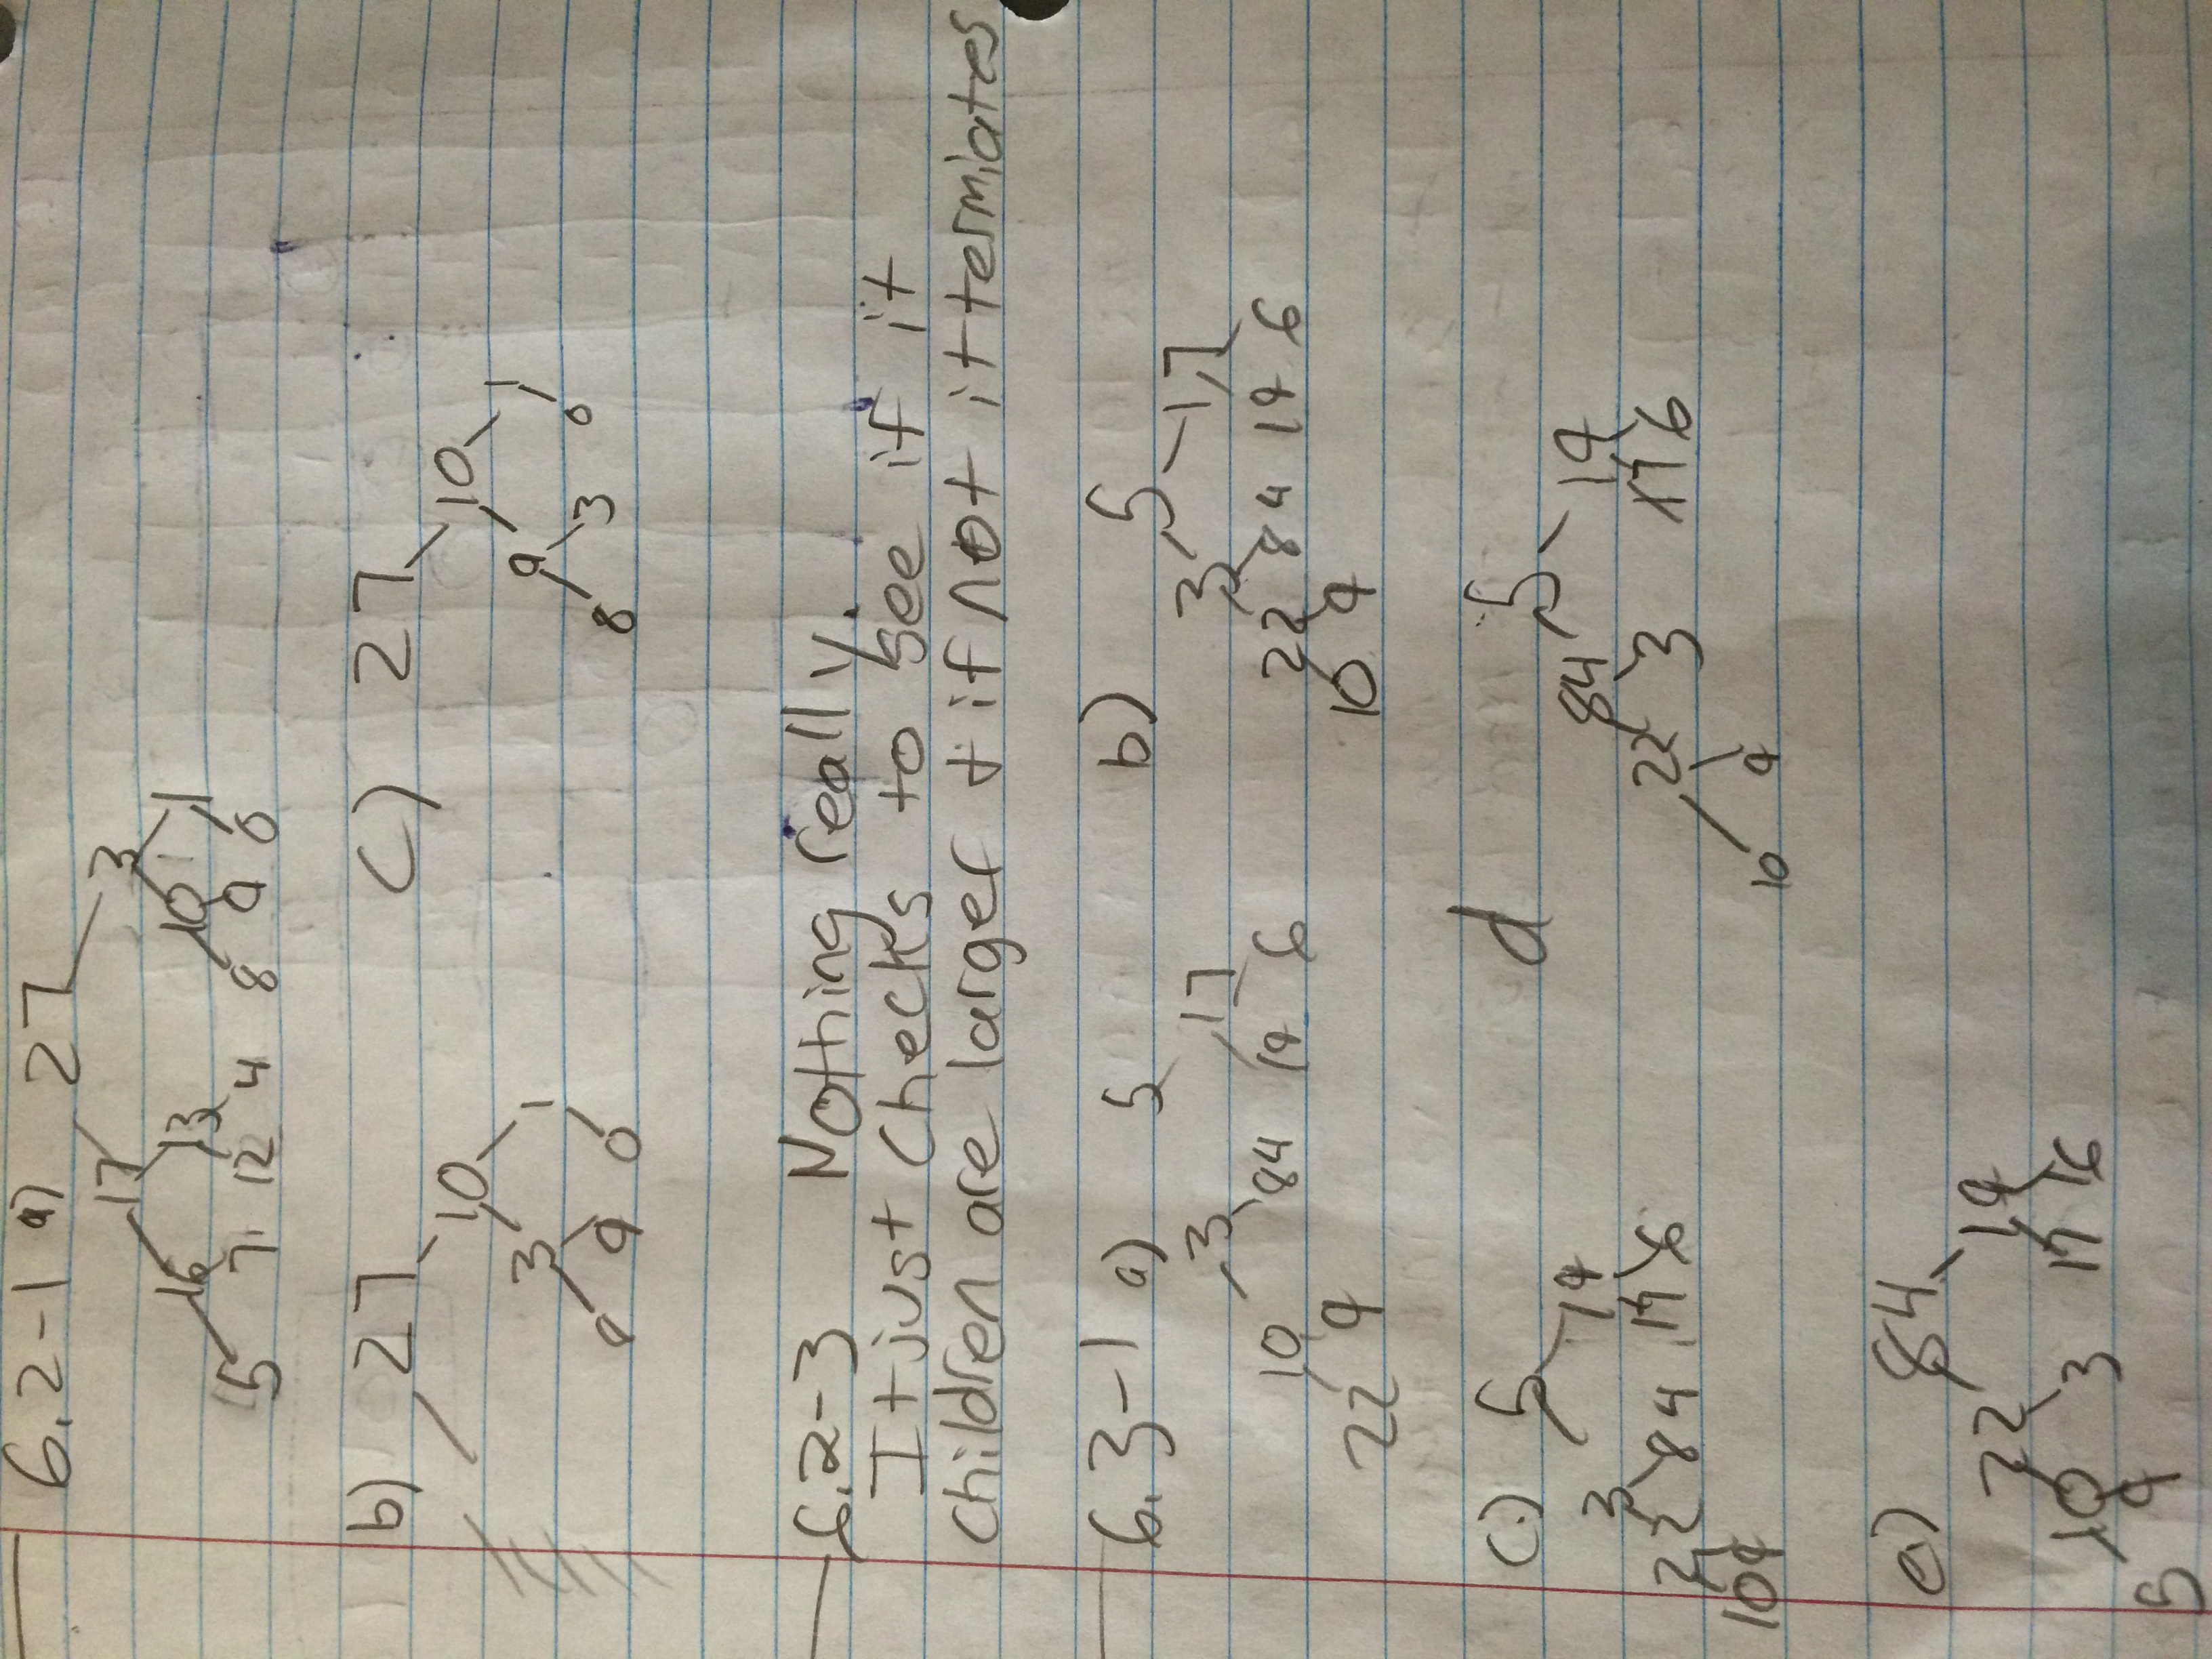 6.2-1 a) 27
17 3
16 13 10 1
5 7 12 4 8 9 0
b) 27 c) 27
10 10
3 1 9 1
8 9 0 8 3 0
6.2-3 Nothing really.
It just checks to see if it
children are larger & if not it termiates
6.3-1 a) 5 b) 5
3 17 3 17
10 84 19 6 22 84 19 6
22 9 10 9
c.) 5 d 5
3 19 84 19
22 84 17 6 22 3 17 6
10 9 10 9
e) 84
22 19
10 3 17 16
5 9